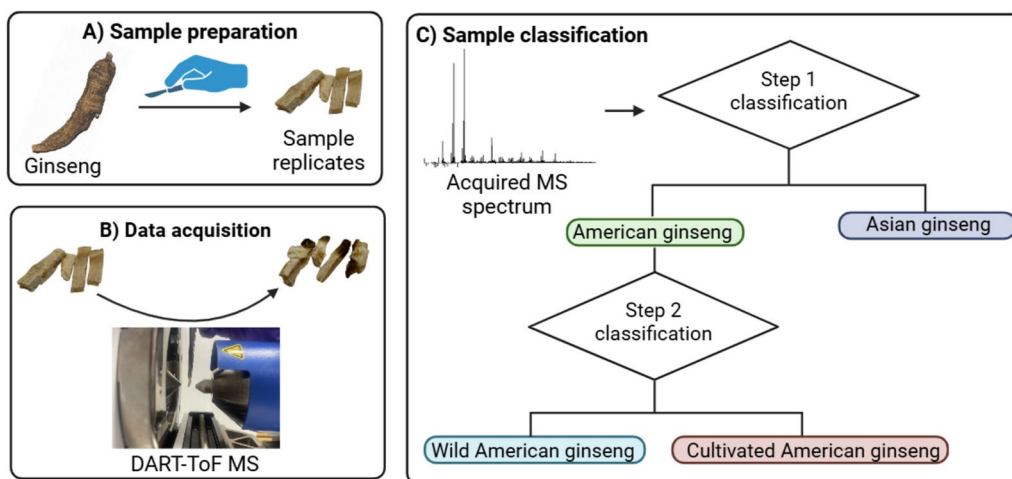 A) Sample preparation
Ginseng
Sample
replicates
B) Data acquisition
DART-ToF MS
C) Sample classification
Acquired MS
spectrum
Step 1
classification
American ginseng
Asian ginseng
Step 2
classification
Wild American ginseng
Cultivated American ginseng